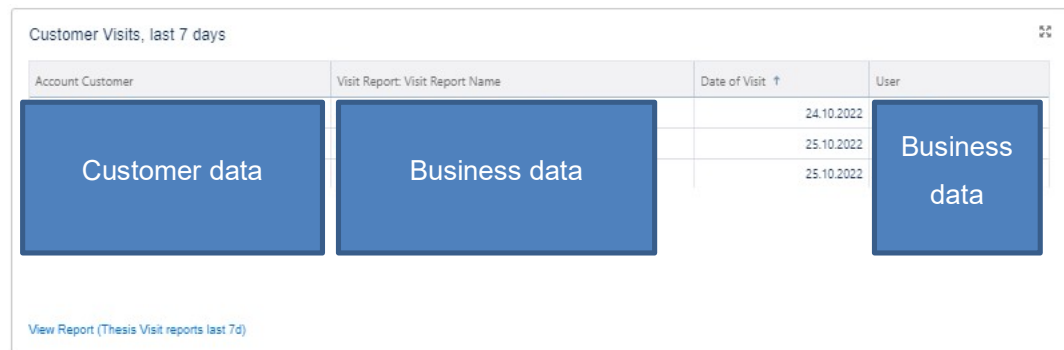 Customer Visits, last 7 days
Account Customer Visit Report: Visit Report Name Date of Visit ↑ User
24.10.2022
25.10.2022
25.10.2022
Customer data
Business data
Business
data
View Report (Thesis Visit reports last 7d)